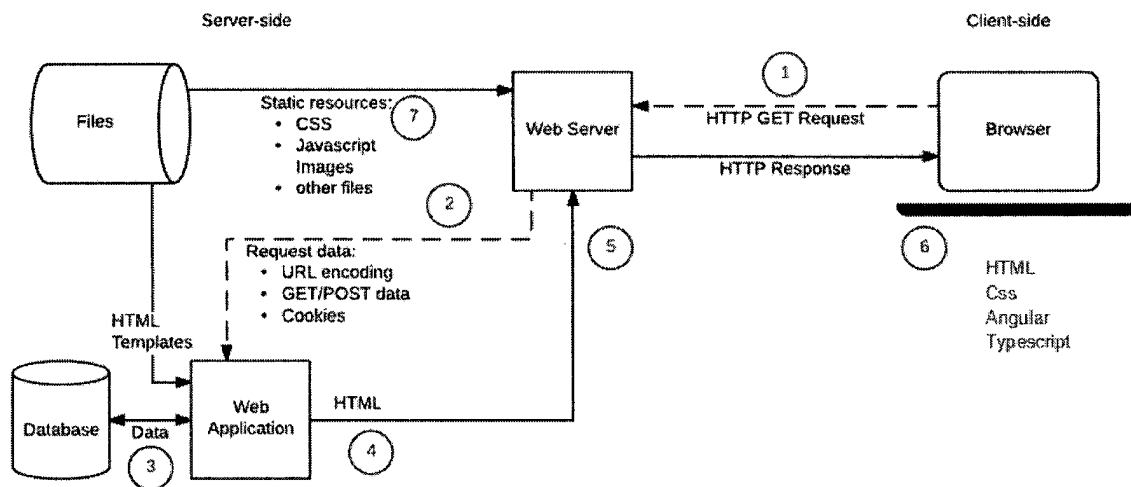 Server-side
Client-side
Files
Static resources:
• CSS
• Javascript
Images
• other files
7
Web Server
1
HTTP GET Request
HTTP Response
Browser
2
Request data:
• URL encoding
• GET/POST data
• Cookies
5
6
HTML
Css
Angular
Typescript
HTML
Templates
Database
Data
3
Web
Application
HTML
4